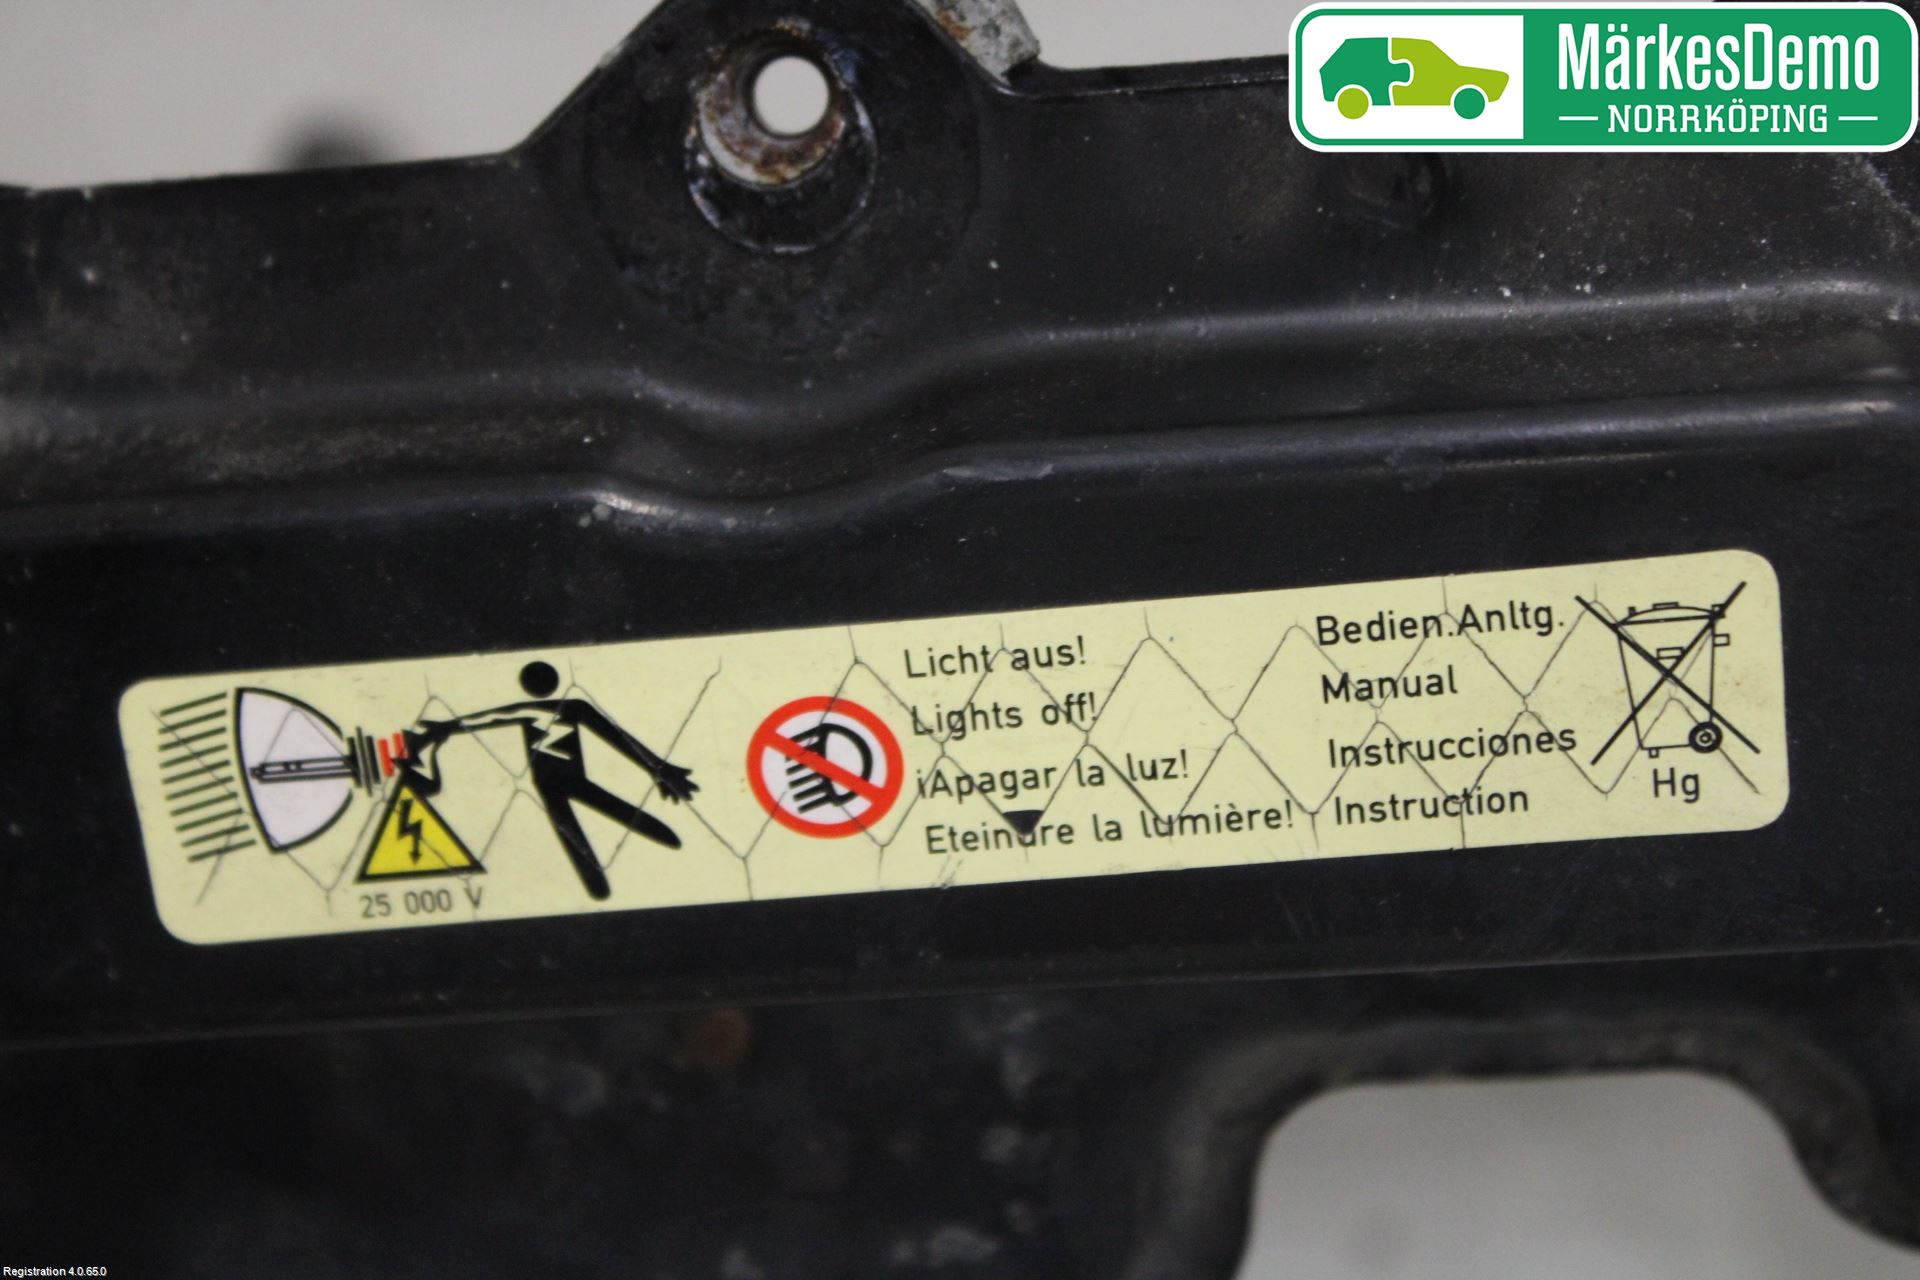 MärkesDemo
NORRKÖPING
Licht aus!
Lights off!
¡Apagar la luz!
Eteindre la lumière!
Bedien.Anltg.
Manual
Instrucciones
Instruction
Hg
25 000 V
Registration 4.0.65.0